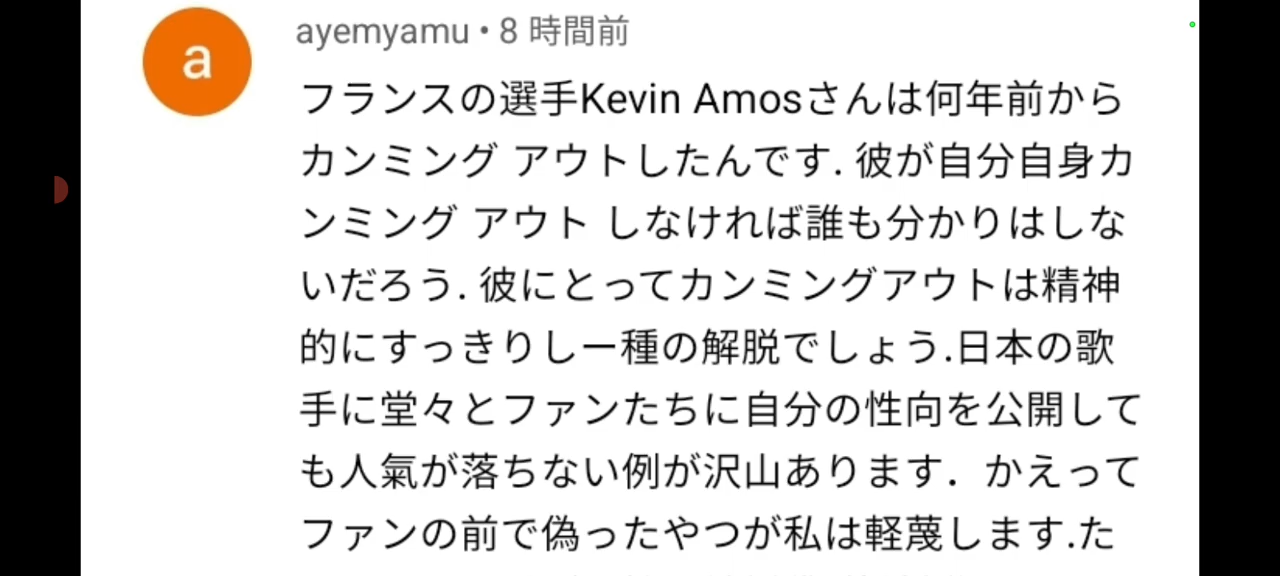 a
ayemyamu • 8 時間前
フランスの選手Kevin Amosさんは何年前から
カンミング アウトしたんです. 彼が自分自身カ
ンミング アウト しなければ誰も分かりはしな
いだろう. 彼にとってカンミングアウトは精神
的にすっきりし一種の解脱でしょう.日本の歌
手に堂々とファンたちに自分の性向を公開して
も人氣が落ちない例が沢山あります. かえって
ファンの前で偽ったやつが私は軽蔑します.た